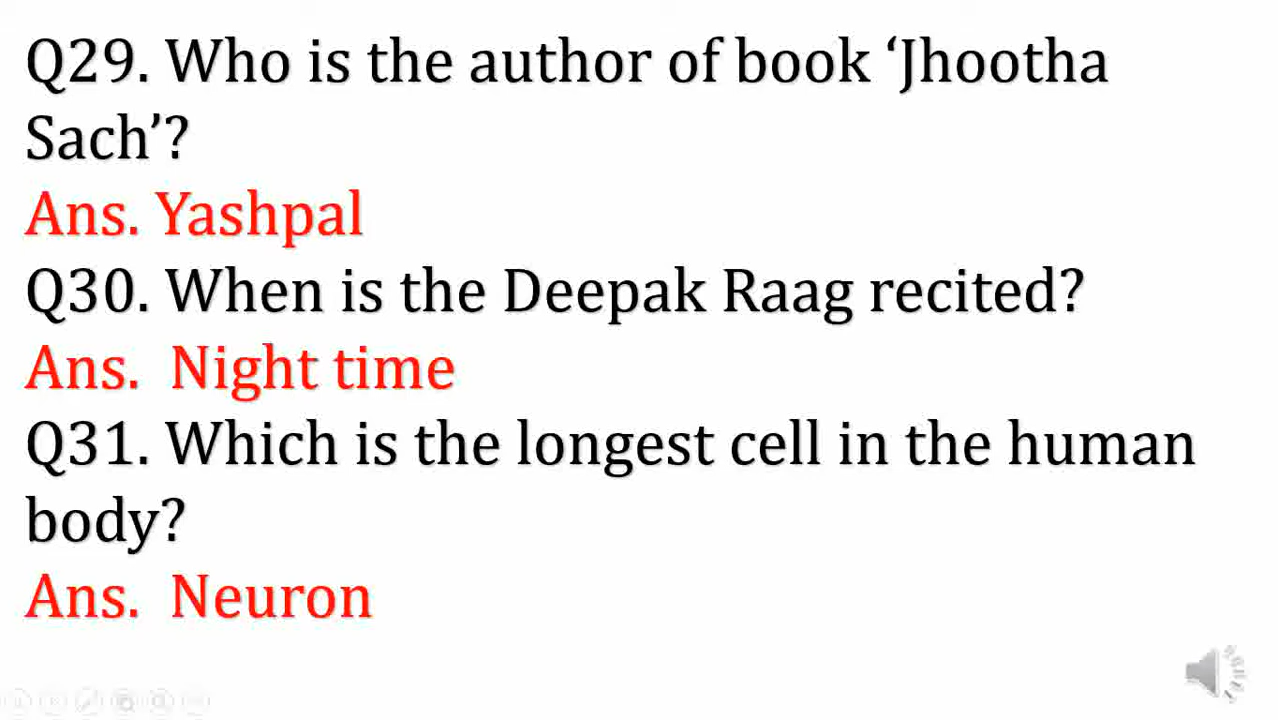 Q29. Who is the author of book ‘Jhootha
Sach’?
Ans. Yashpal
Q30. When is the Deepak Raag recited?
Ans. Night time
Q31. Which is the longest cell in the human
body?
Ans. Neuron